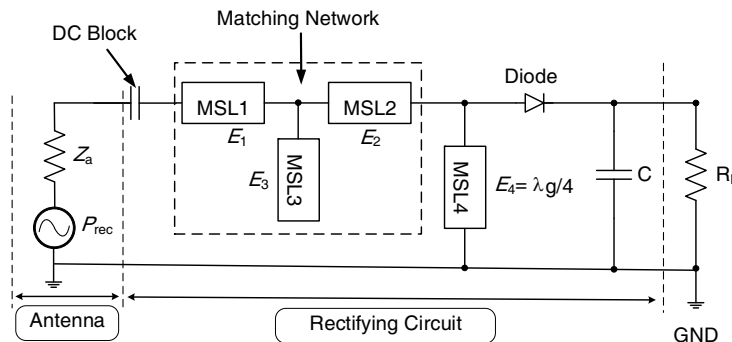 Matching Network
DC Block
MSL1
MSL2
Diode
E1
E2
Za
E3
MSL3
MSL4
E4= λg/4
C
Prec
Antenna
Rectifying Circuit
GND